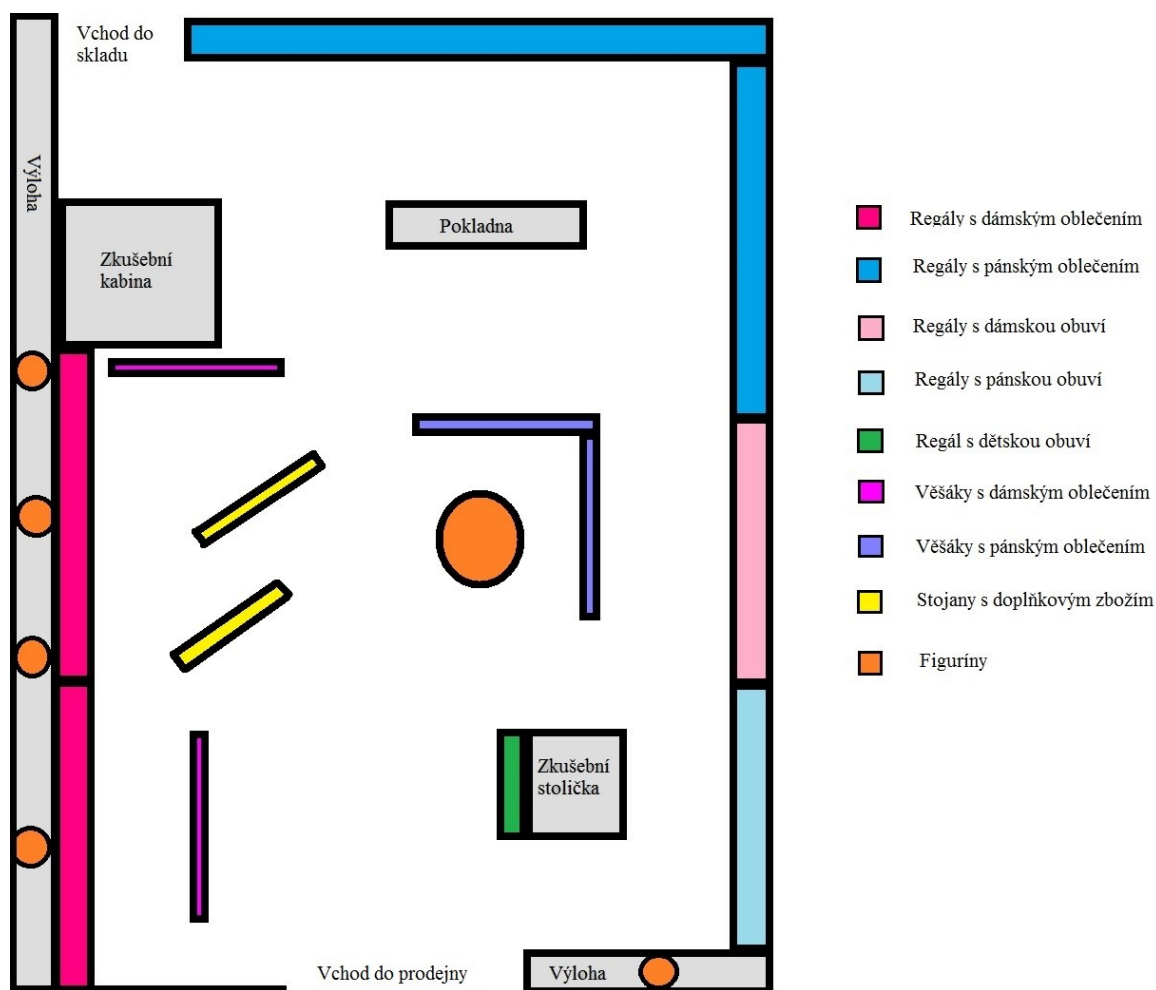 Vchod do
skladu
Výloha
Zkušební
kabina
Pokladna
Zkušební
stolička
Vchod do prodejny
Výloha
Regály s dámským oblečením
Regály s pánským oblečením
Regály s dámskou obuví
Regály s pánskou obuví
Regál s dětskou obuví
Věšáky s dámským oblečením
Věšáky s pánským oblečením
Stojany s doplňkovým zbožím
Figuríny